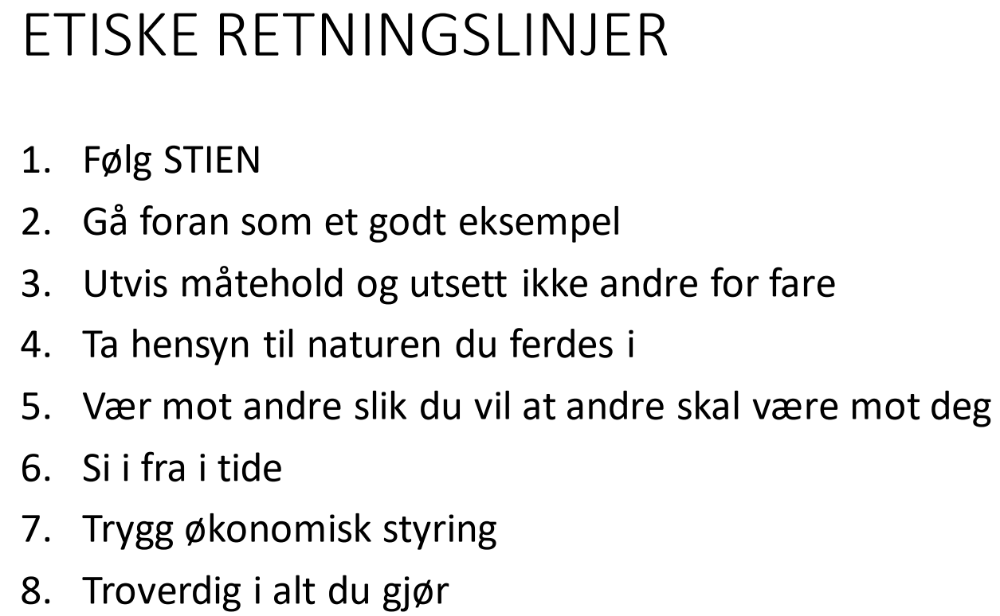 ETISKE RETNINGSLINJER
1. Følg STIEN
2. Gå foran som et godt eksempel
3. Utvis måtehold og utsett ikke andre for fare
4. Ta hensyn til naturen du ferdes i
5. Vær mot andre slik du vil at andre skal være mot deg
6. Si i fra i tide
7. Trygg økonomisk styring
8. Troverdig i alt du gjør